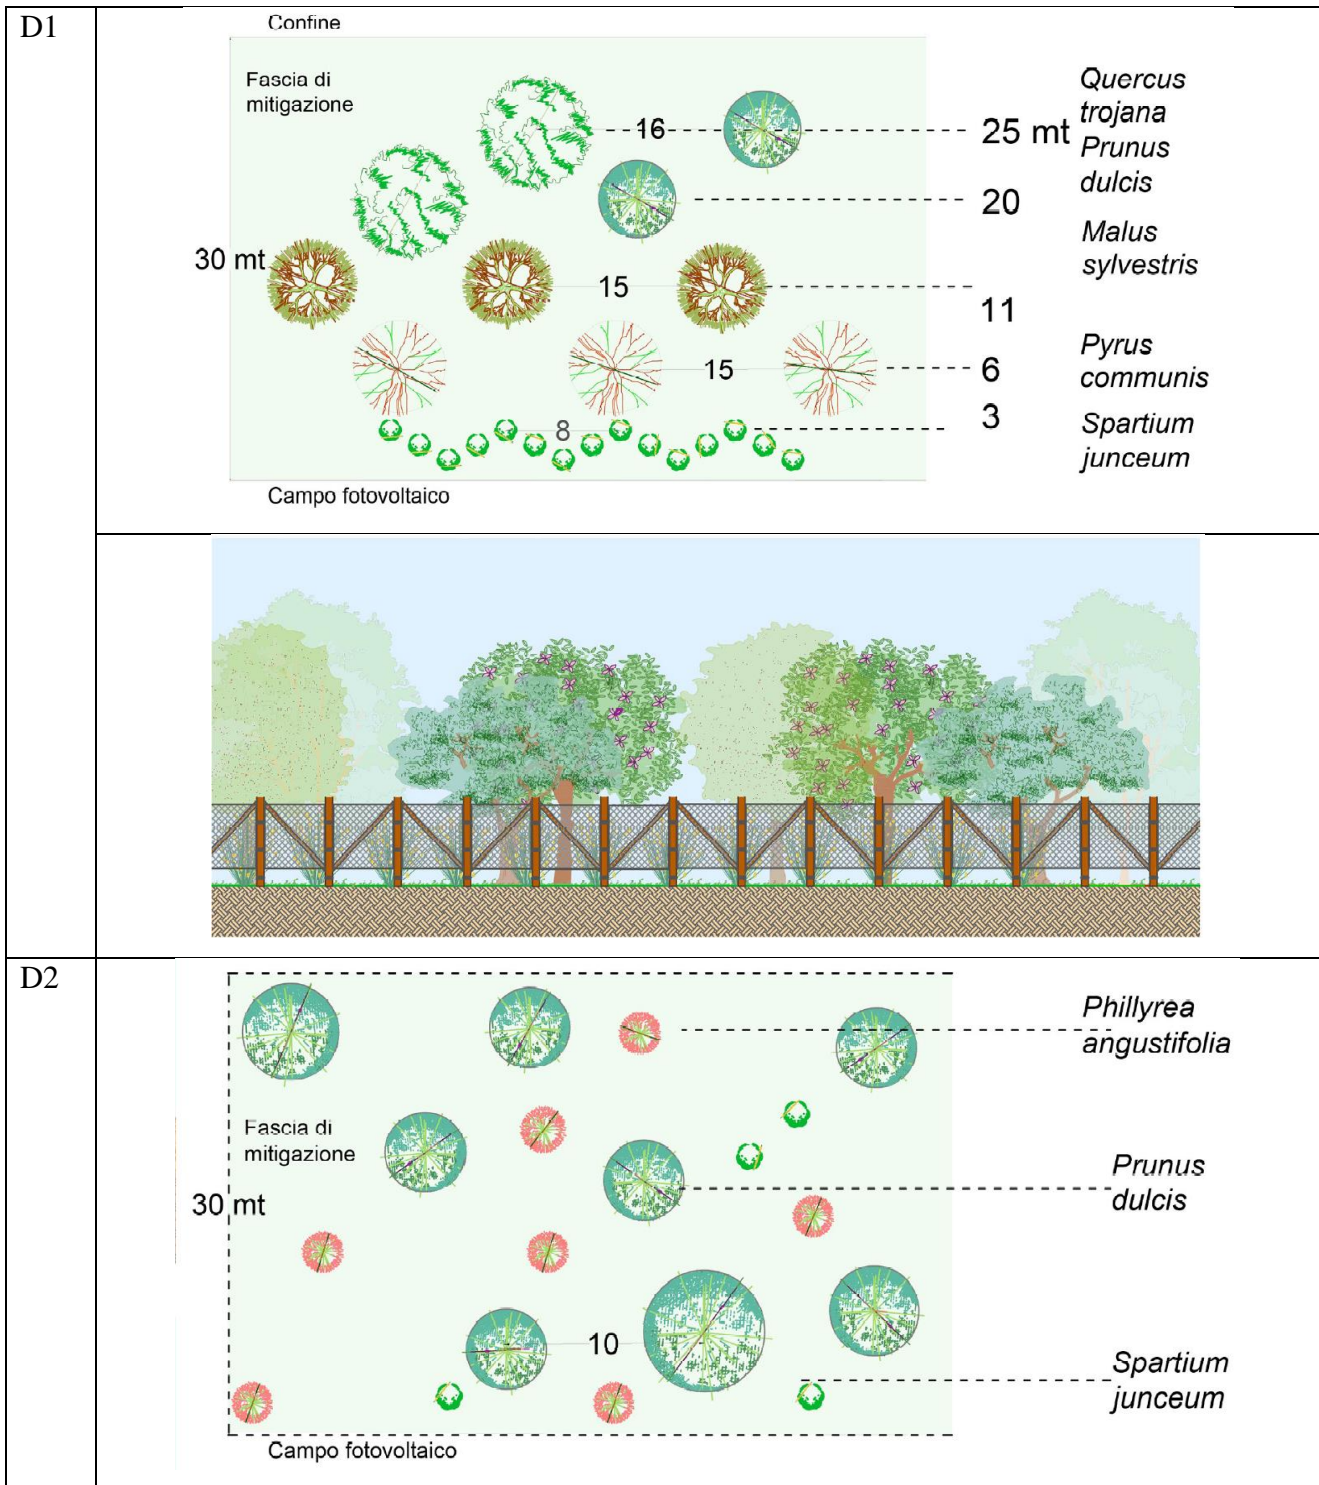 D1
Confine
Fascia di
mitigazione
Quercus
trojana
16
25 mt
Prunus
dulcis
20
Malus
sylvestris
30 mt
15
11
15
6
Pyrus
communis
3
8
Spartium
junceum
Campo fotovoltaico
D2
Phillyrea
angustifolia
Fascia di
mitigazione
Prunus
dulcis
30 mt
10
Spartium
junceum
Campo fotovoltaico